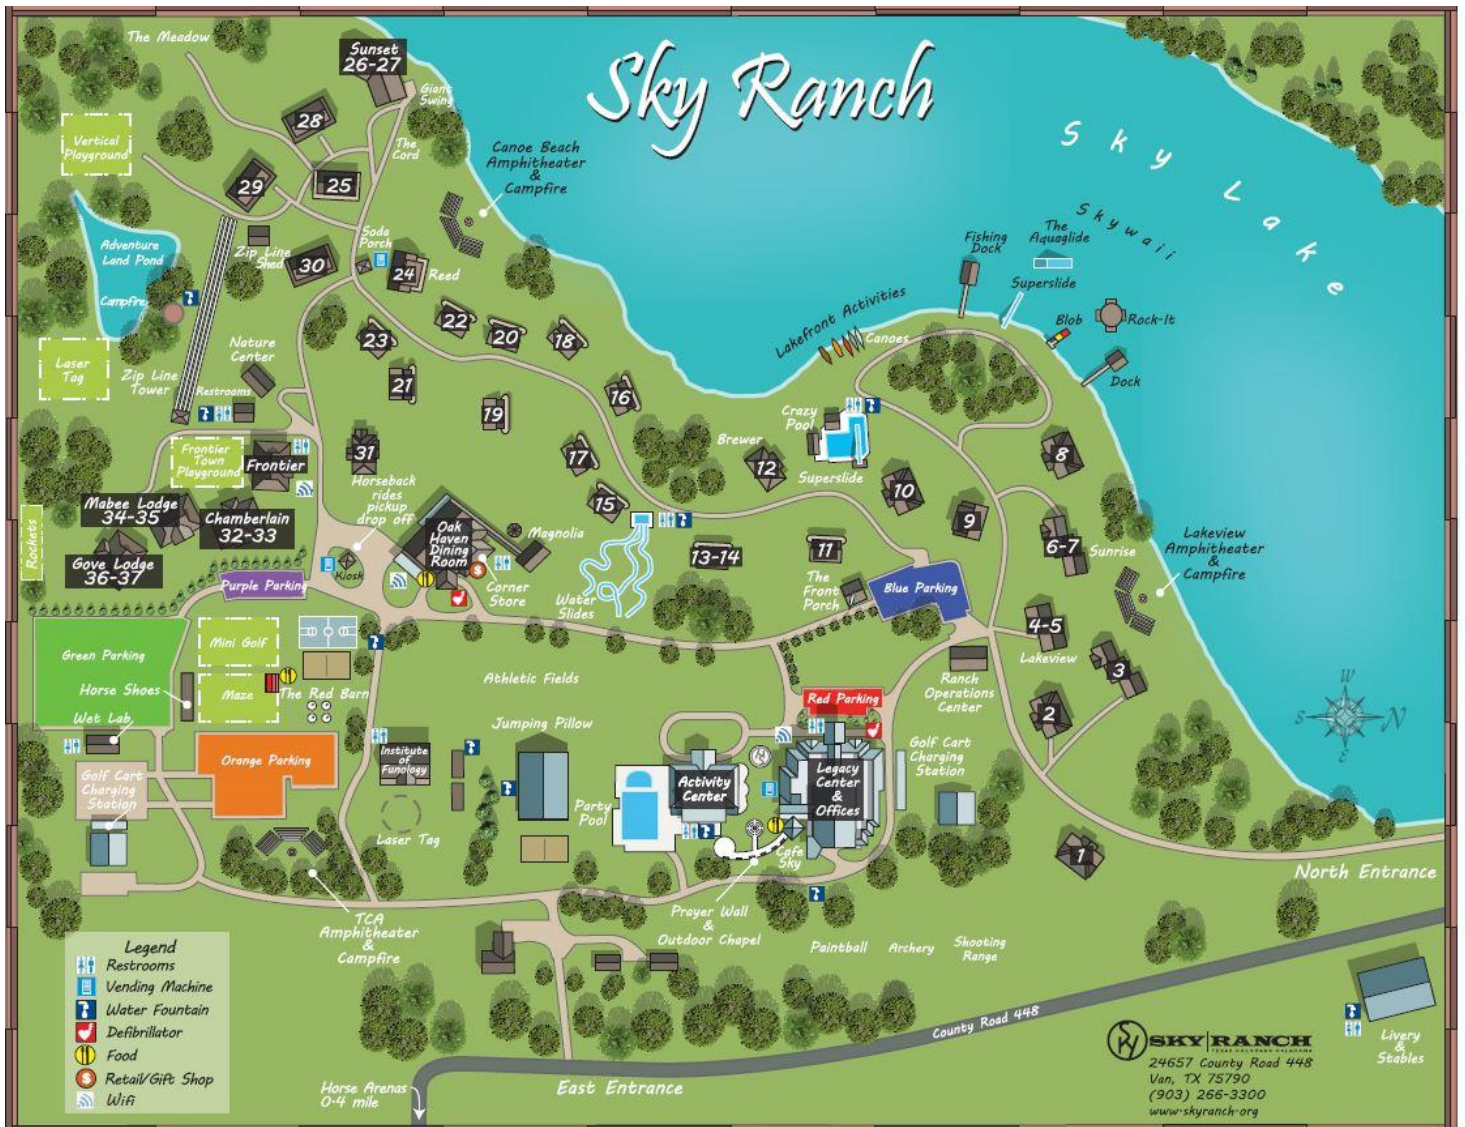 Sky Ranch
Sky Lake
The Meadow
Sunset
26-27
Giant
Swing
The
Cord
Vertical
Playground
28
29
25
Canoe Beach
Amphitheater
&
Campfire
Adventure
Land Pond
Campfire
Zip Line
Shed
30
Soda
Porch
24
Reed
Skywaii
The
Aquaglide
Fishing
Dock
Superslide
Blob
Rock-It
Dock
Lakefront Activities
Canoes
Laser
Tag
Zip Line
Tower
Nature
Center
Restrooms
23
22
20
18
21
19
16
17
15
Crazy
Pool
Superslide
Brewer
12
10
9
8
Frontier
Town
Playground
Frontier
31
Horseback
rides
pickup
drop off
Mabee Lodge
34-35
Chamberlain
32-33
Gove Lodge
36-37
Rockets
Oak
Haven
Dining
Room
Magnolia
Kiosk
Corner
Store
Water
Slides
13-14
11
The
Front
Porch
Blue Parking
6-7
Sunrise
Lakeview
Amphitheater
&
Campfire
4-5
Lakeview
3
2
1
Purple Parking
Green Parking
Mini Golf
Horse Shoes
Maze
The Red Barn
Wet Lab
Orange Parking
Golf Cart
Charging
Station
Athletic Fields
Jumping Pillow
Institute
of
Funology
Laser Tag
Party
Pool
Activity
Center
Red Parking
Legacy
Center
&
Offices
Ranch
Operations
Center
Golf Cart
Charging
Station
Cafe
Sky
Prayer Wall
&
Outdoor Chapel
TCA
Amphitheater
&
Campfire
Paintball
Archery
Shooting
Range
W
S
N
E
North Entrance
County Road 448
East Entrance
Horse Arenas
0.4 mile
Livery
&
Stables
Legend
Restrooms
Vending Machine
Water Fountain
Defibrillator
Food
Retail/Gift Shop
Wifi
SKY RANCH
TEXAS COLORADO OKLAHOMA
24657 County Road 448
Van, TX 75790
(903) 266-3300
www.skyranch.org